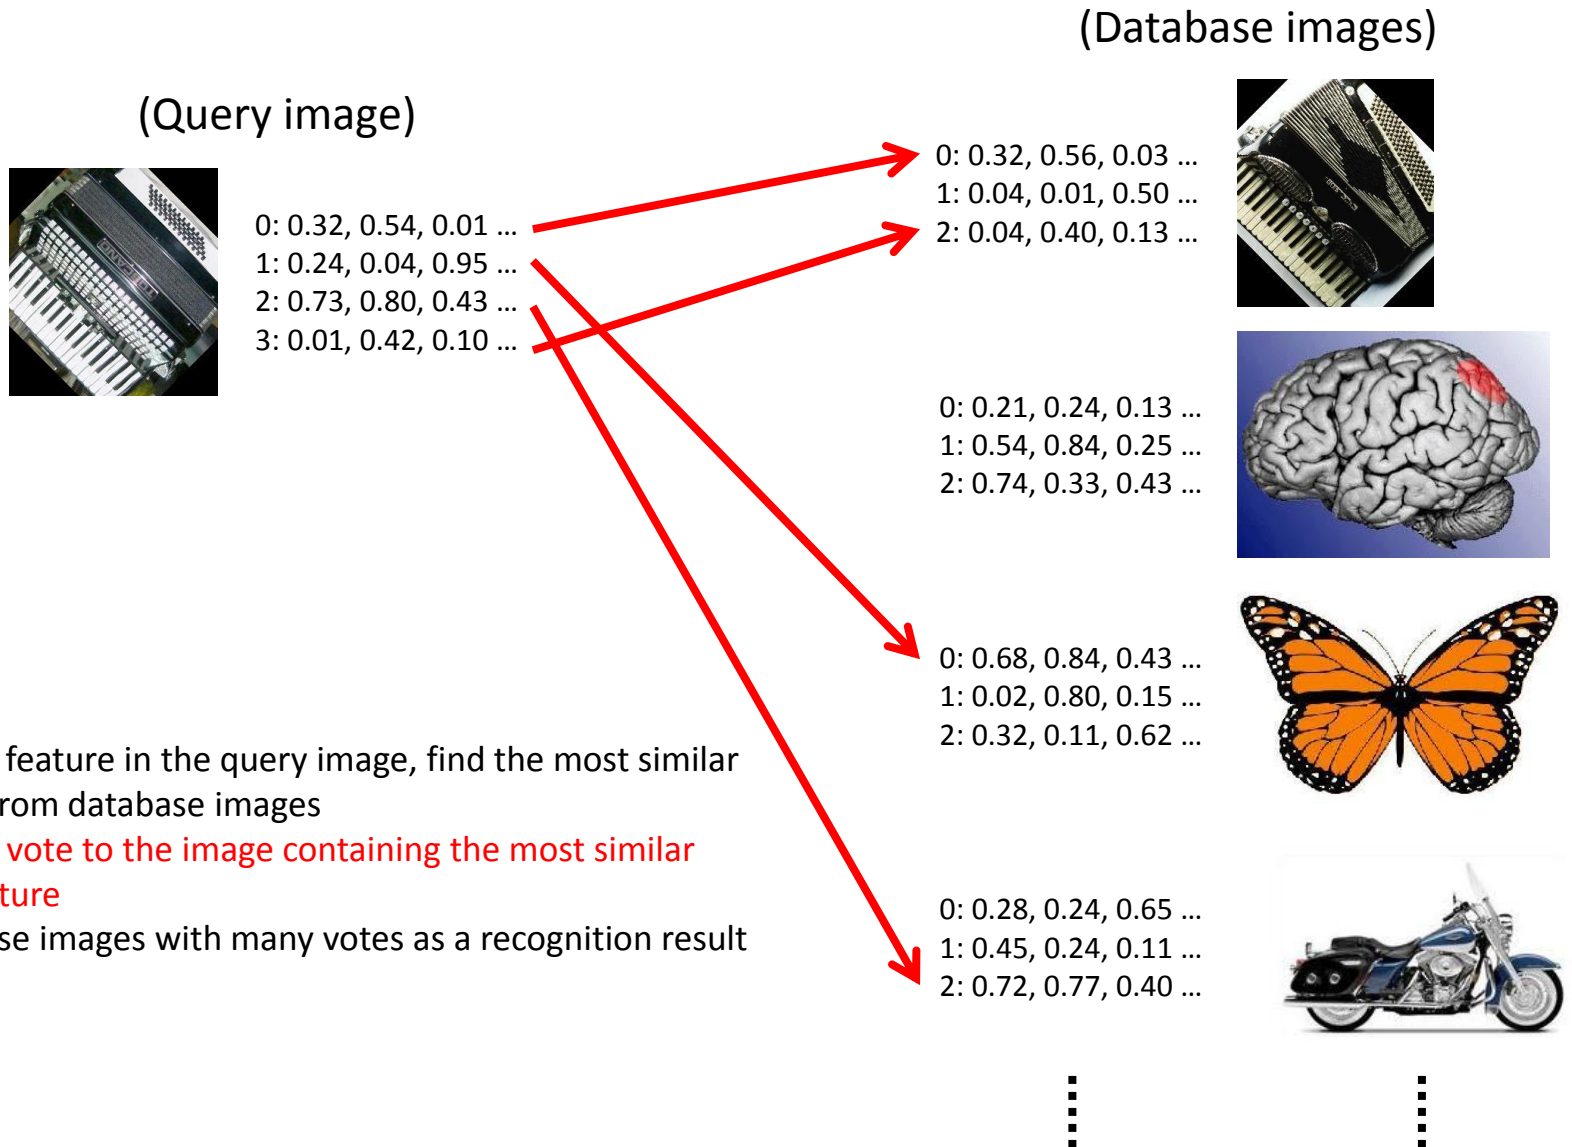 (Database images)
(Query image)
0: 0.32, 0.54, 0.01 ...
1: 0.24, 0.04, 0.95 ...
2: 0.73, 0.80, 0.43 ...
3: 0.01, 0.42, 0.10 ...
0: 0.32, 0.56, 0.03 ...
1: 0.04, 0.01, 0.50 ...
2: 0.04, 0.40, 0.13 ...
0: 0.21, 0.24, 0.13 ...
1: 0.54, 0.84, 0.25 ...
2: 0.74, 0.33, 0.43 ...
0: 0.68, 0.84, 0.43 ...
1: 0.02, 0.80, 0.15 ...
2: 0.32, 0.11, 0.62 ...
feature in the query image, find the most similar
rom database images
vote to the image containing the most similar
ture
se images with many votes as a recognition result
0: 0.28, 0.24, 0.65 ...
1: 0.45, 0.24, 0.11 ...
2: 0.72, 0.77, 0.40 ...